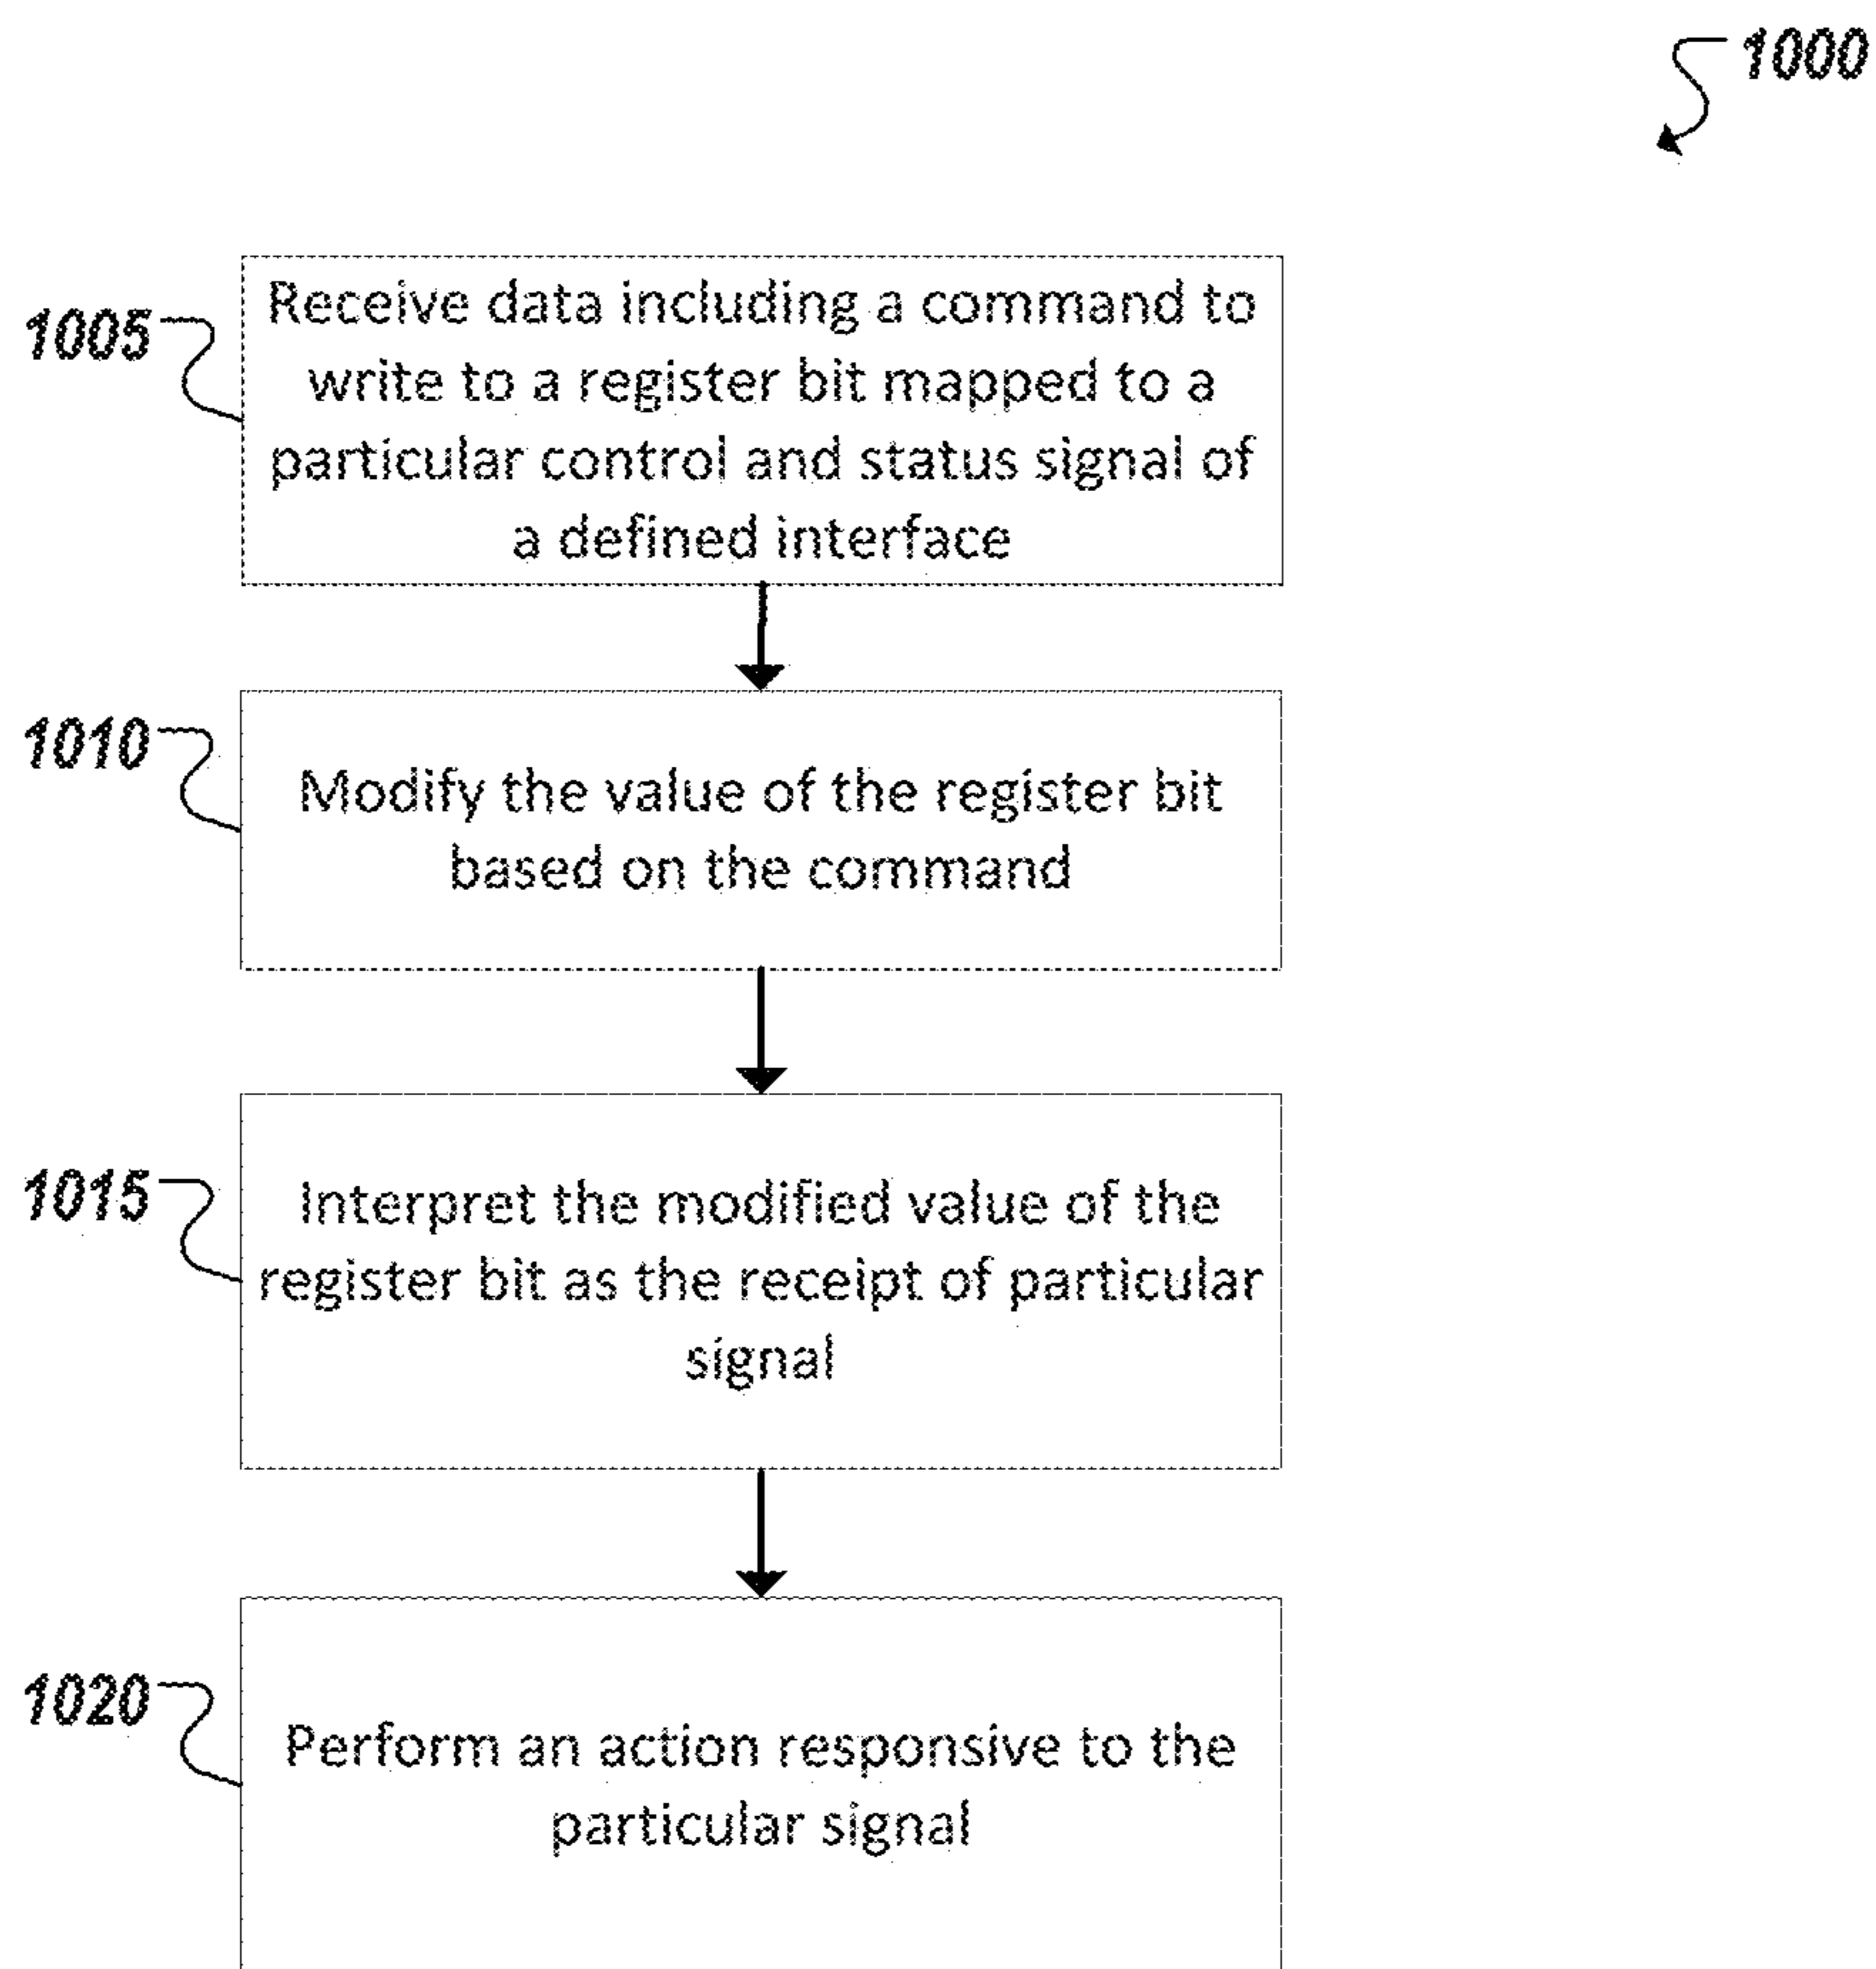 1000
1005
Receive data including a command to
write to a register bit mapped to a
particular control and status signal of
a defined interface
1010
Modify the value of the register bit
based on the command
1015
Interpret the modified value of the
register bit as the receipt of particular
signal
1020
Perform an action responsive to the
particular signal